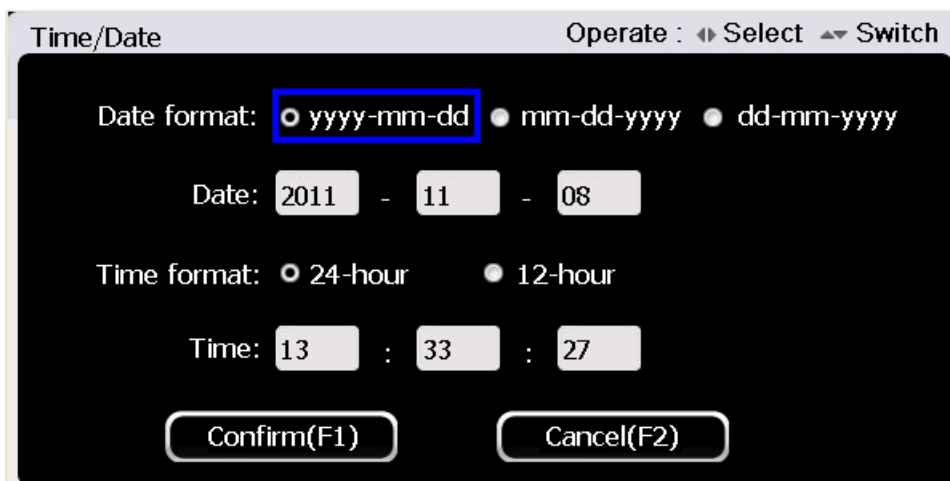 Time/Date Operate : Select Switch
Date format: yyyy-mm-dd mm-dd-yyyy dd-mm-yyyy
Date: 2011 - 11 - 08
Time format: 24-hour 12-hour
Time: 13 : 33 : 27
Confirm(F1) Cancel(F2)